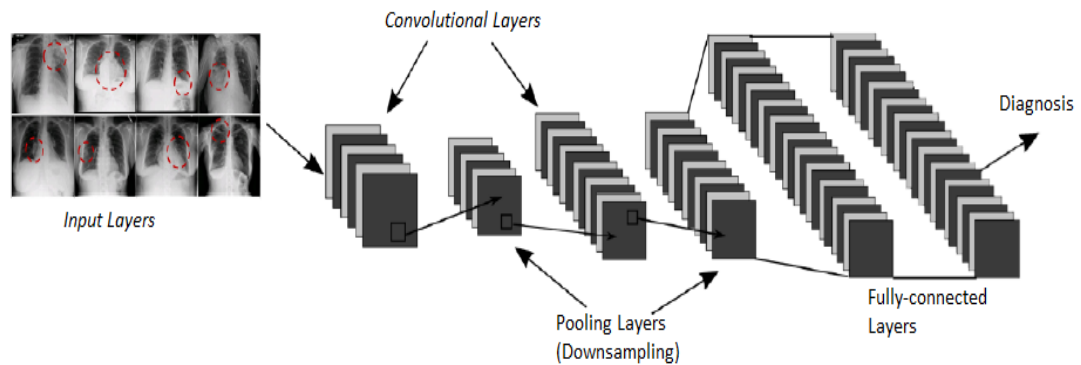 Convolutional Layers
Input Layers
Diagnosis
Pooling Layers
(Downsampling)
Fully-connected
Layers